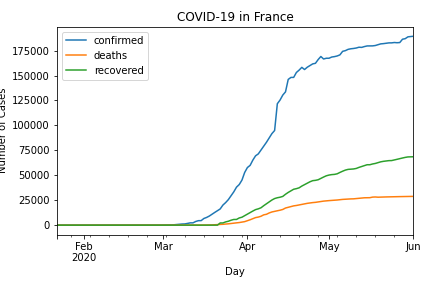 COVID-19 in France
confirmed
deaths
recovered
175000
150000
125000
100000
75000
50000
25000
0
Number of Cases
Feb
2020
Mar
Apr
May
Jun
Day